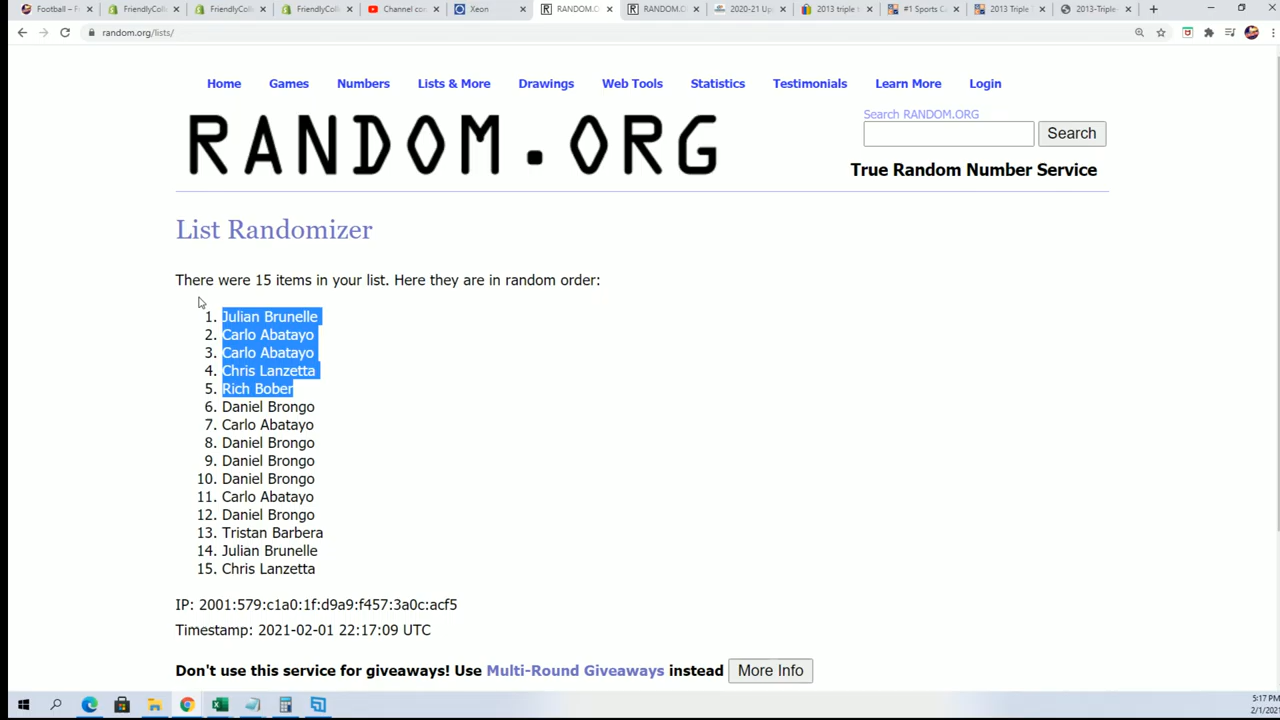 Football – F
FriendlyColl
FriendlyColl
FriendlyColl
Channel con
Xeon
RANDOM.O
RANDOM.O
2020-21 Up
2013 triple t
#1 Sports C
2013 Triple
2013-Triple-
random.org/lists/
Home Games Numbers Lists & More Drawings Web Tools Statistics Testimonials Learn More Login
RANDOM.ORG
Search RANDOM.ORG
Search
True Random Number Service
List Randomizer
There were 15 items in your list. Here they are in random order:
1. Julian Brunelle
2. Carlo Abatayo
3. Carlo Abatayo
4. Chris Lanzetta
5. Rich Bober
6. Daniel Brongo
7. Carlo Abatayo
8. Daniel Brongo
9. Daniel Brongo
10. Daniel Brongo
11. Carlo Abatayo
12. Daniel Brongo
13. Tristan Barbera
14. Julian Brunelle
15. Chris Lanzetta
IP: 2001:579:c1a0:1f:d9a9:f457:3a0c:acf5
Timestamp: 2021-02-01 22:17:09 UTC
Don't use this service for giveaways! Use Multi-Round Giveaways instead More Info
5:17 PM
2/1/2021